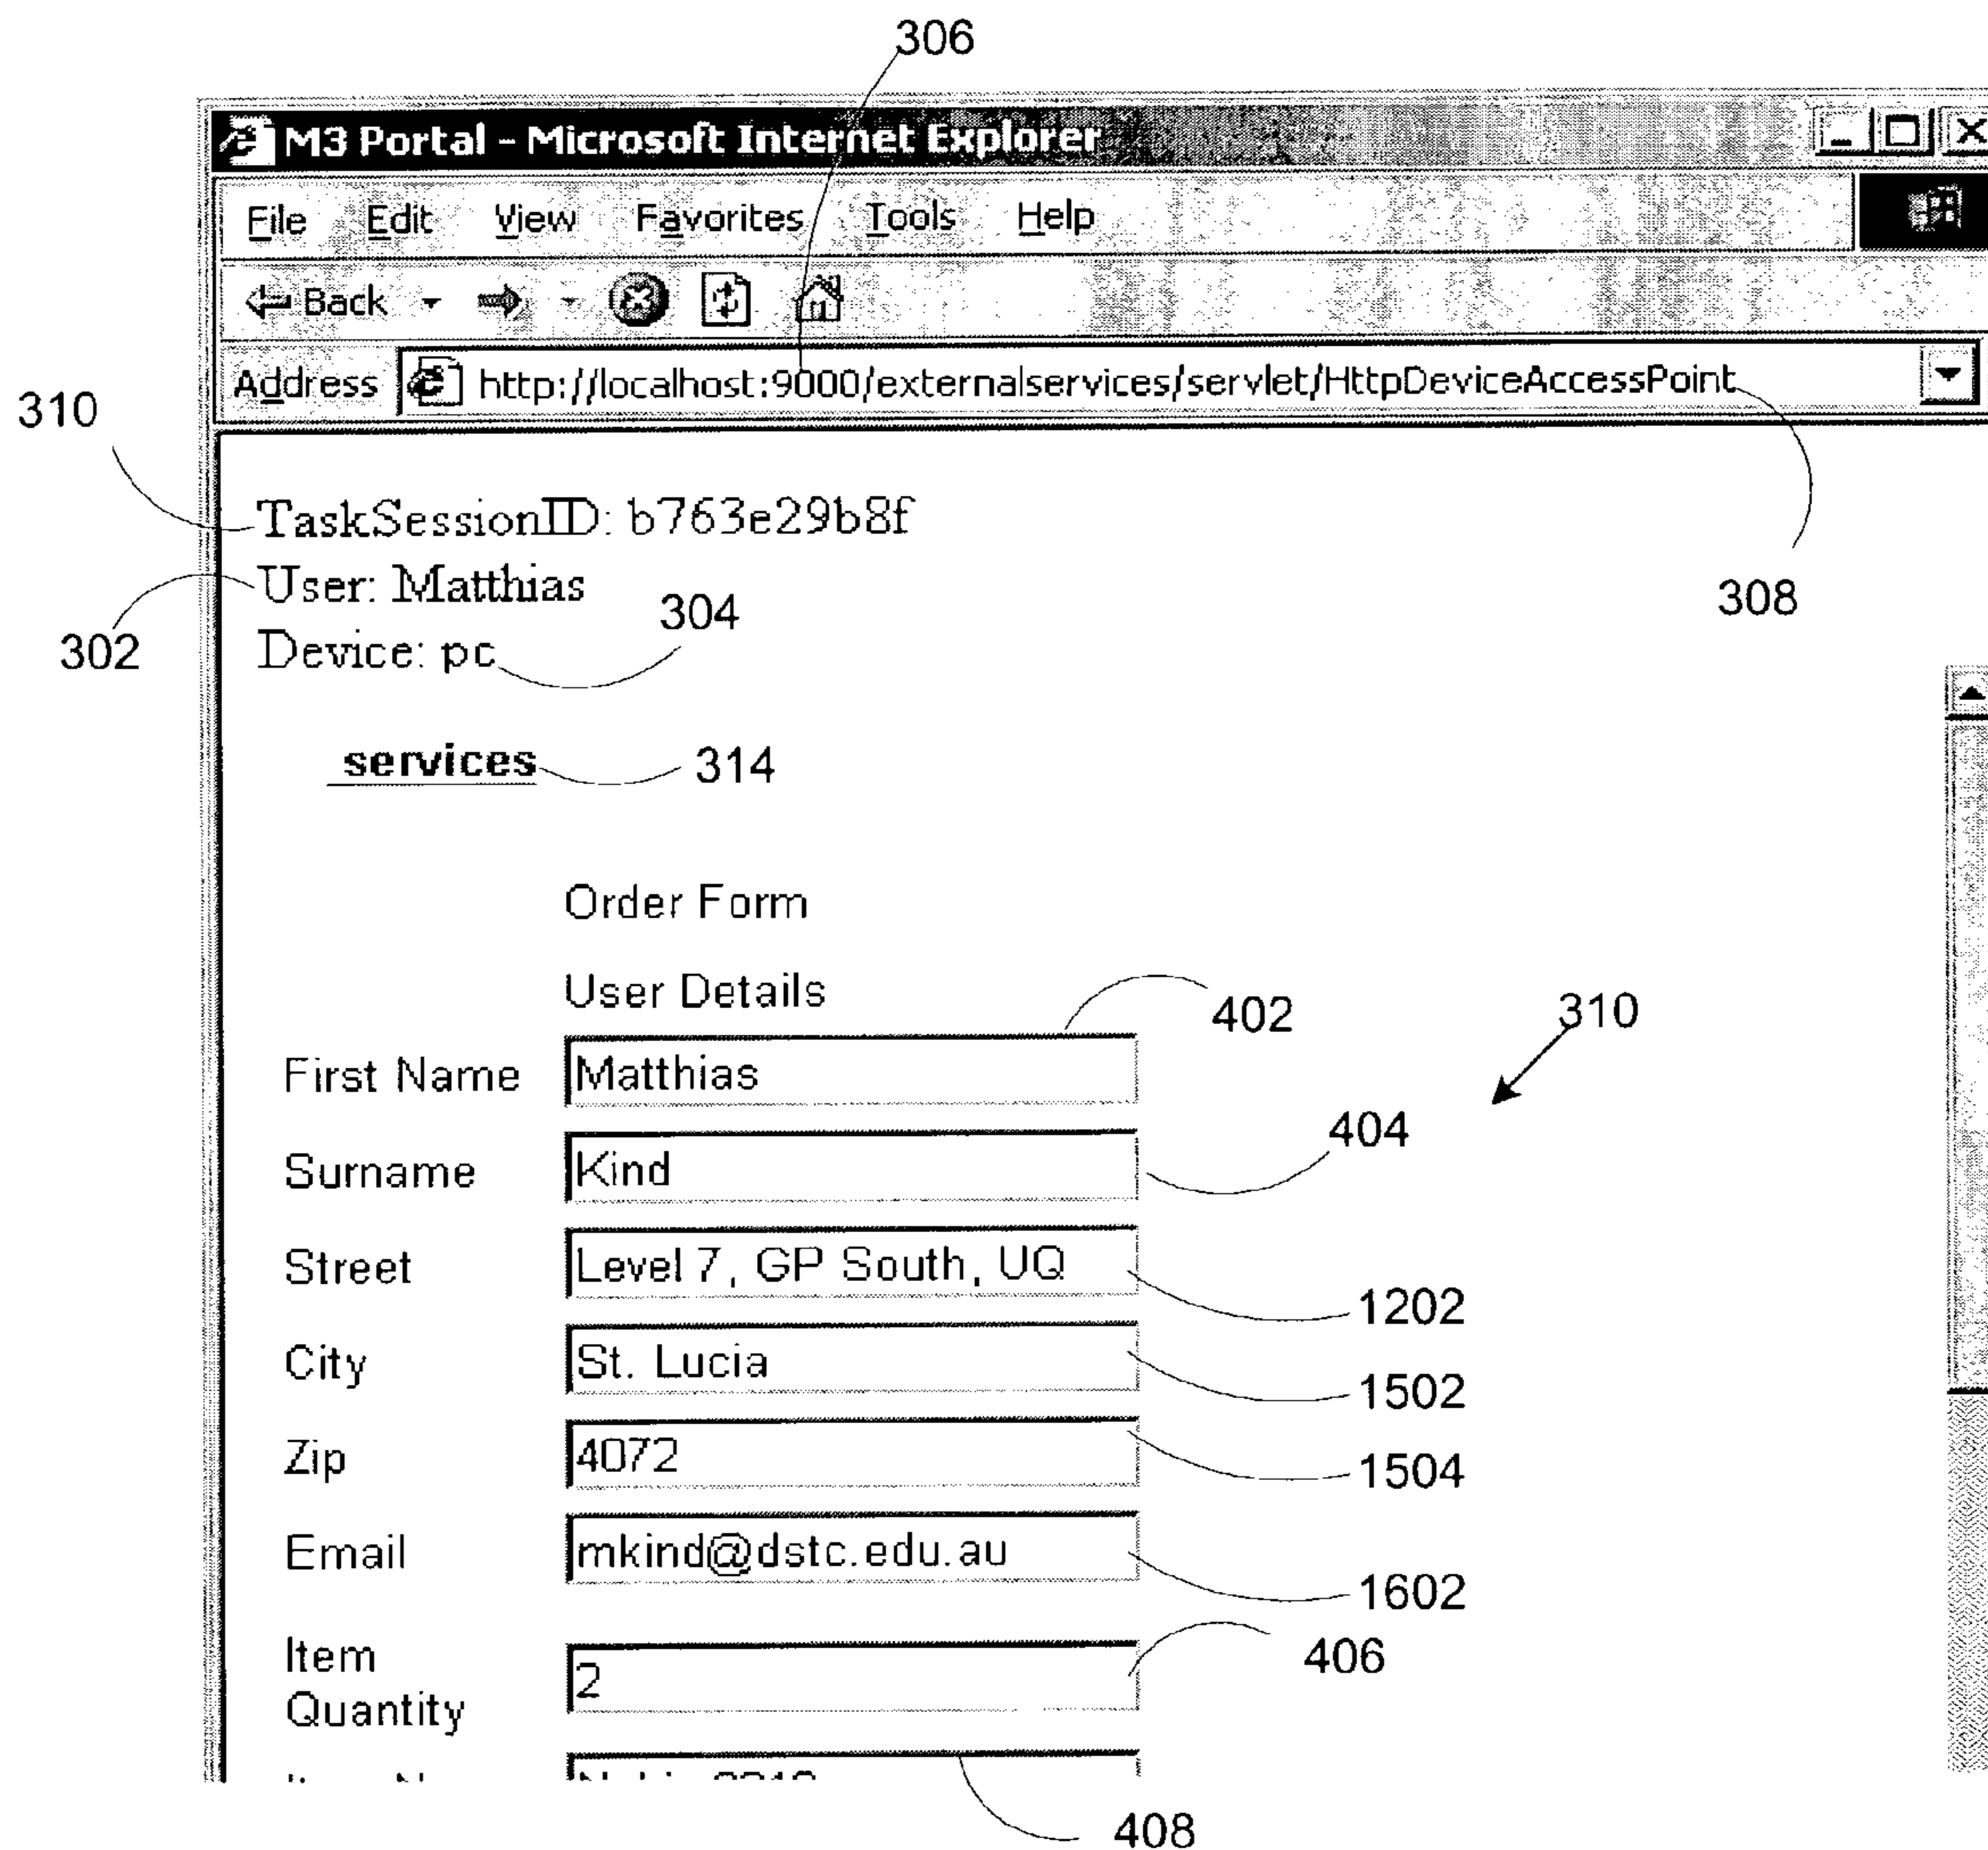 306
M3 Portal - Microsoft Internet Explorer
File Edit View Favorites Tools Help
Back
Address http://localhost:9000/externalservices/servlet/HttpDeviceAccessPoint
310
TaskSessionID: b763e29b8f
User: Matthias
308
304
302
Device: pc
services 314
Order Form
User Details
402
310
First Name Matthias
404
Surname Kind
Street Level 7, GP South, UQ
1202
City St. Lucia
1502
Zip 4072
1504
Email mkind@dstc.edu.au
1602
Item
Quantity 2
406
408